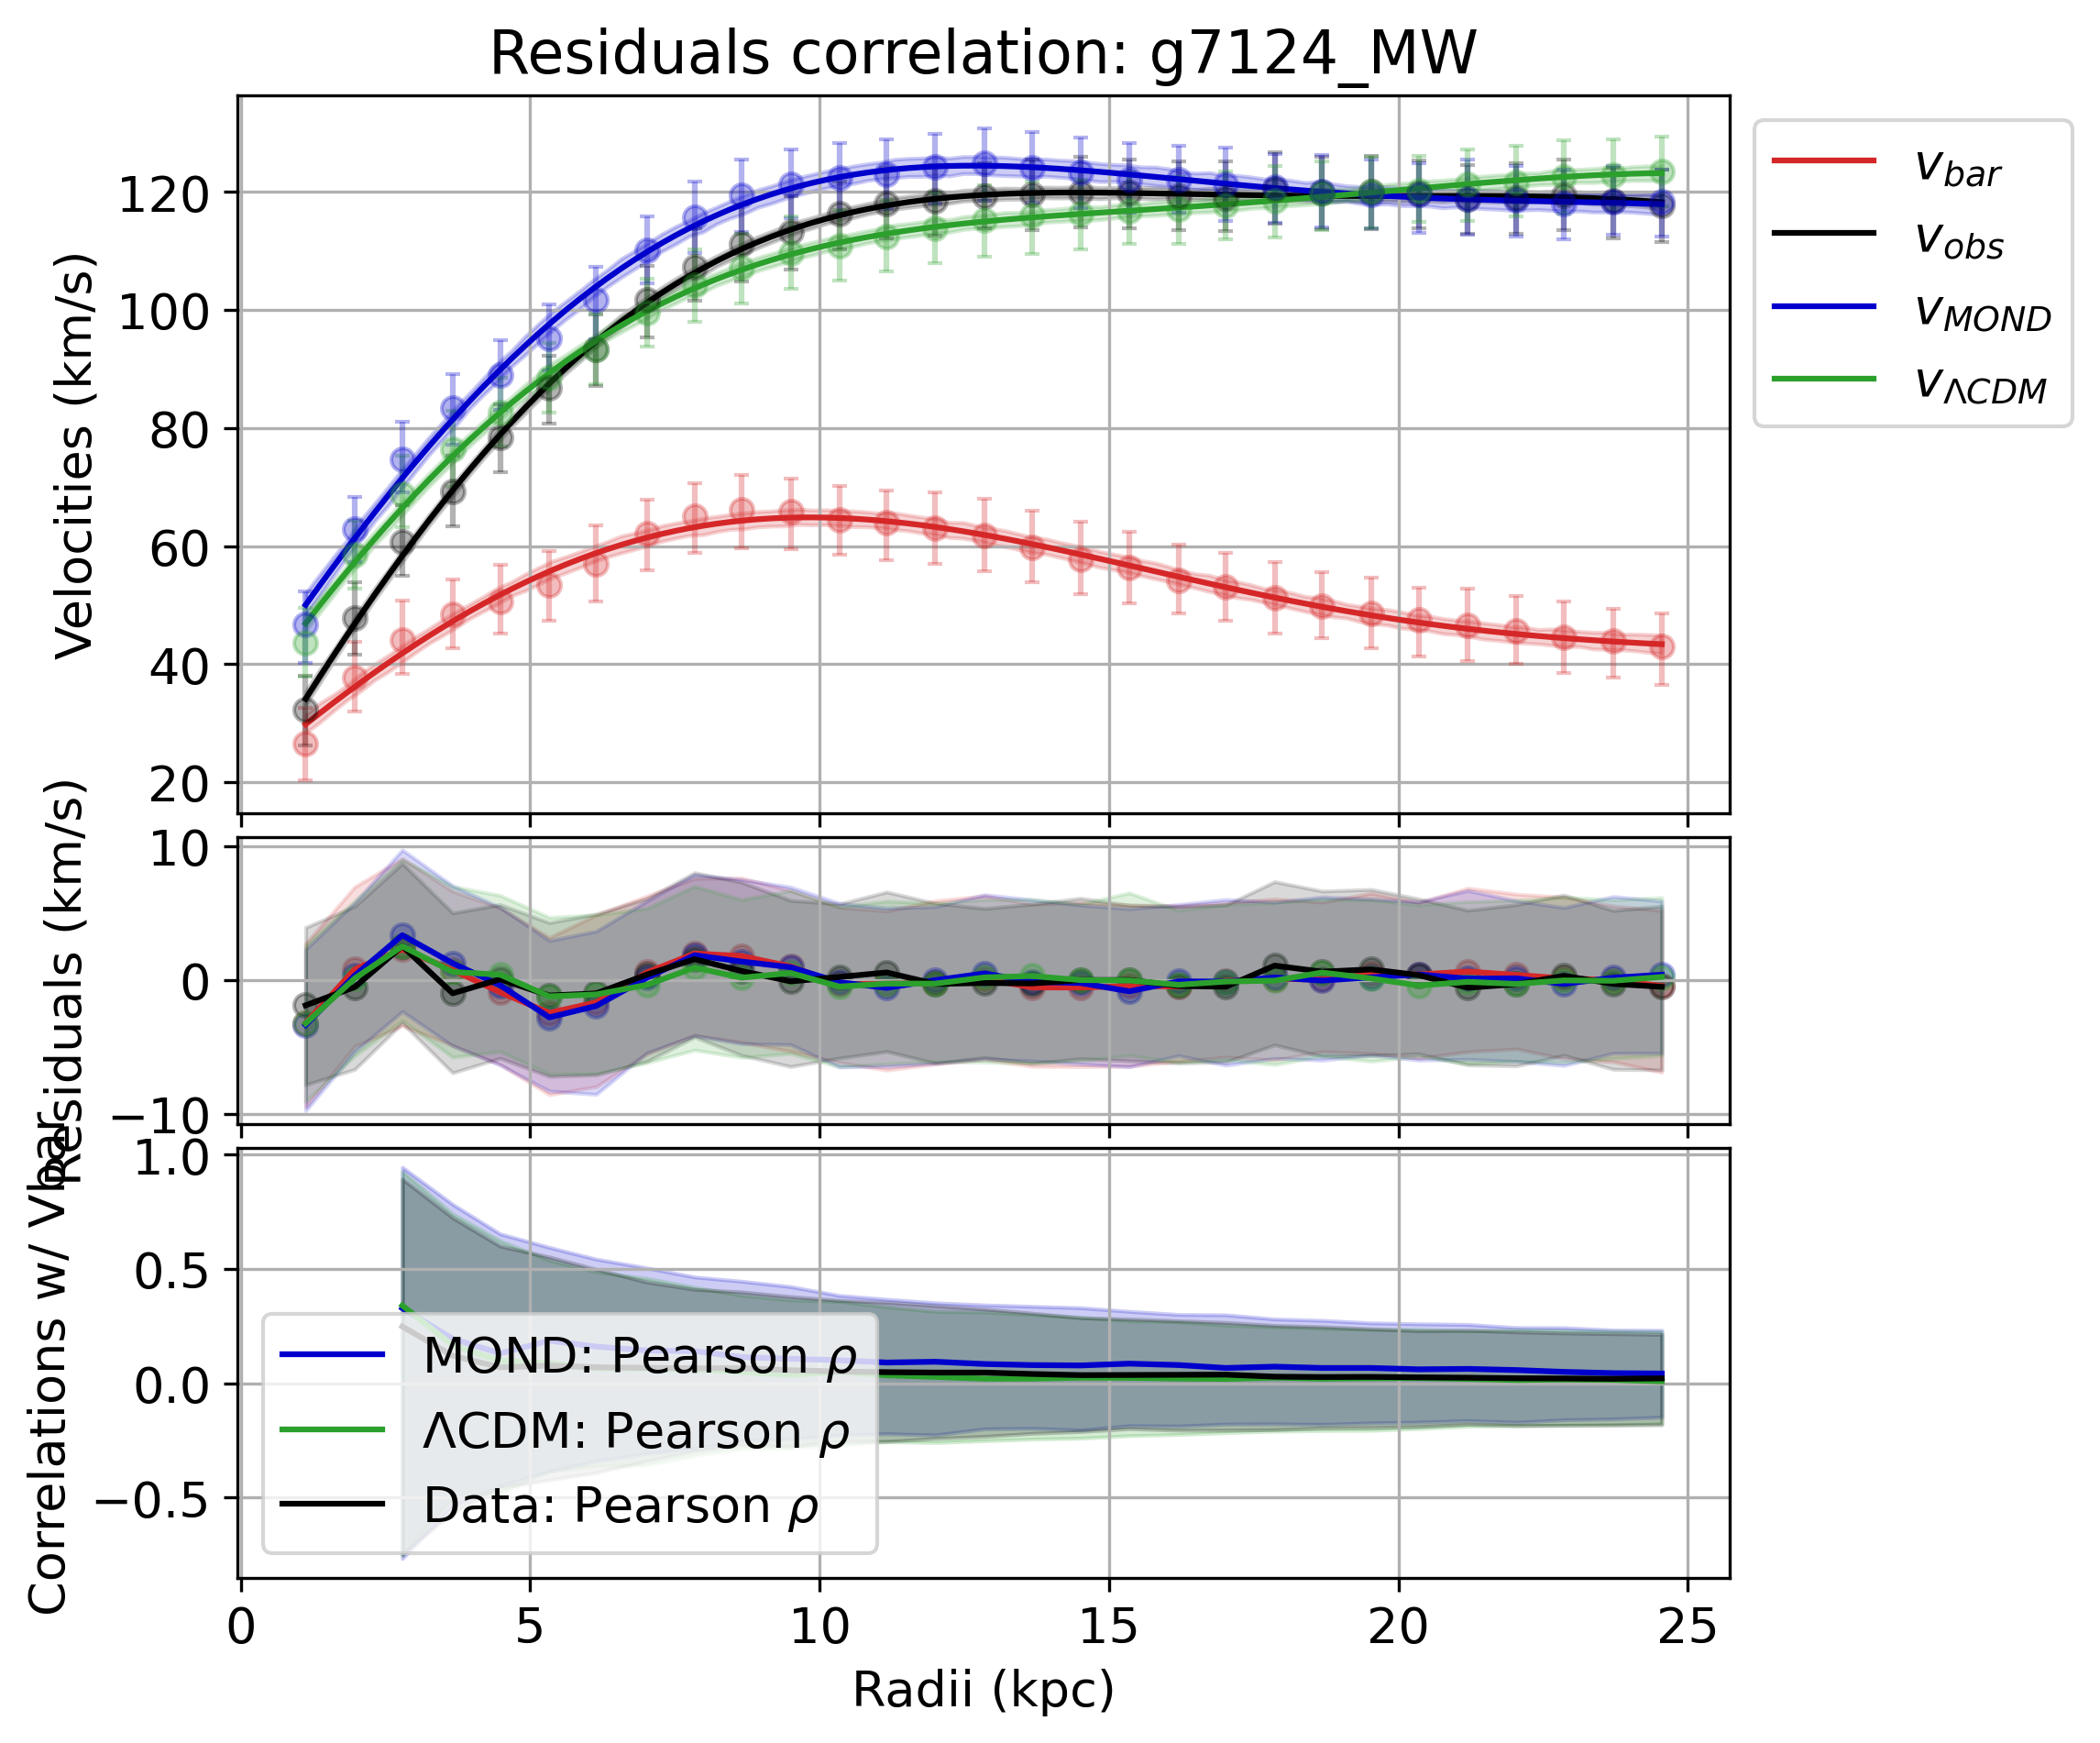 Residuals correlation: g7124_MW
Velocities (km/s)
120
100
80
60
40
20
v_bar
v_obs
v_MOND
v_ΛCDM
Residuals (km/s)
10
0
−10
Correlations w/ Vbar
1.0
0.5
0.0
−0.5
MOND: Pearson ρ
ΛCDM: Pearson ρ
Data: Pearson ρ
0 5 10 15 20 25
Radii (kpc)